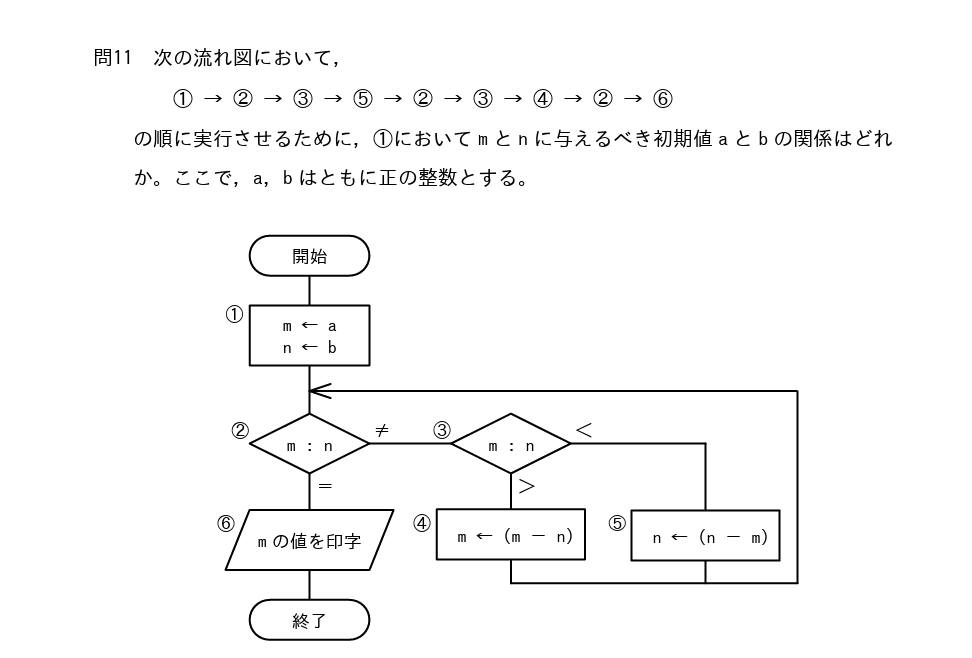 問11　次の流れ図において，
① → ② → ③ → ⑤ → ② → ③ → ④ → ② → ⑥
の順に実行させるために，①において m と n に与えるべき初期値 a と b の関係はどれ
か。ここで，a，b はともに正の整数とする。
開始
①
m ← a
n ← b
② m : n ≠
=
③ m : n <
>
⑥ m の値を印字
④ m ← (m − n)
⑤ n ← (n − m)
終了